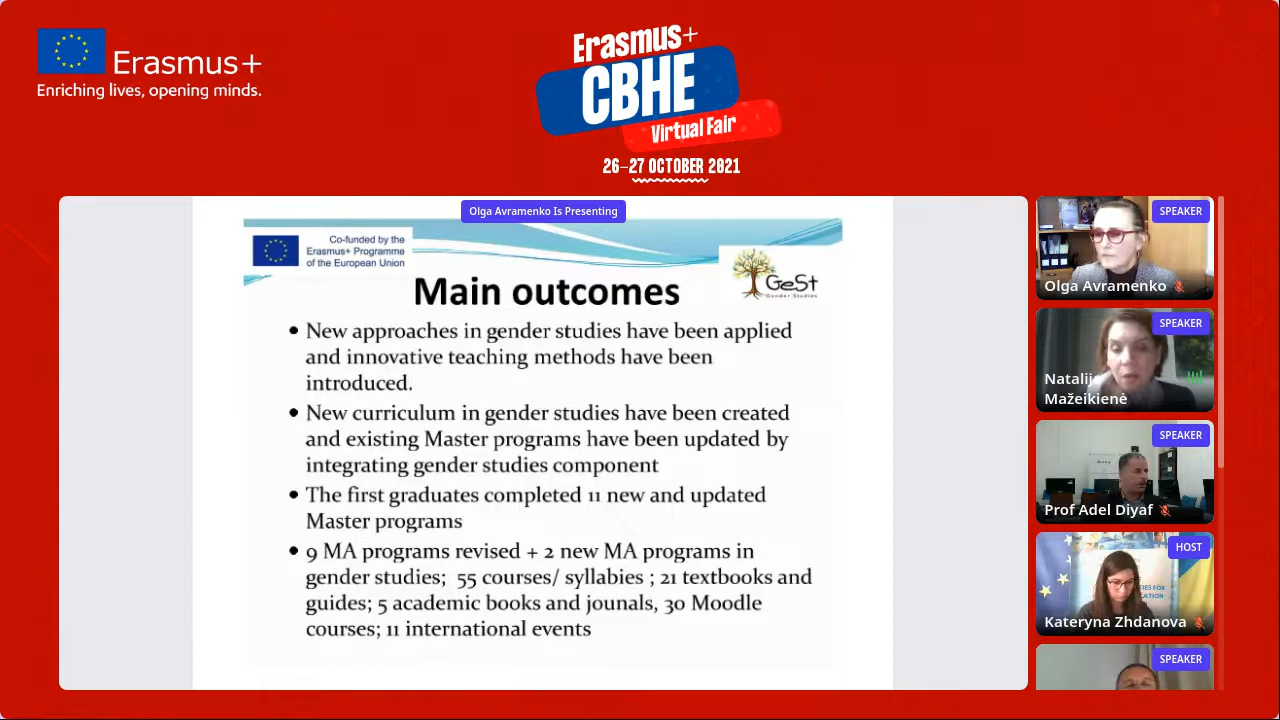 Erasmus+
Enriching lives, opening minds.
Erasmus+
CBHE
Virtual Fair
26–27 OCTOBER 2021
Olga Avramenko Is Presenting
Co-funded by the
Erasmus+ Programme
of the European Union
GeSt
Gender Studies
Main outcomes
• New approaches in gender studies have been applied
and innovative teaching methods have been
introduced.
• New curriculum in gender studies have been created
and existing Master programs have been updated by
integrating gender studies component
• The first graduates completed 11 new and updated
Master programs
• 9 MA programs revised + 2 new MA programs in
gender studies; 55 courses/ syllabies ; 21 textbooks and
guides; 5 academic books and jounals, 30 Moodle
courses; 11 international events
SPEAKER
Olga Avramenko
SPEAKER
Natalija
Mažeikienė
SPEAKER
Prof Adel Diyaf
HOST
Kateryna Zhdanova
SPEAKER